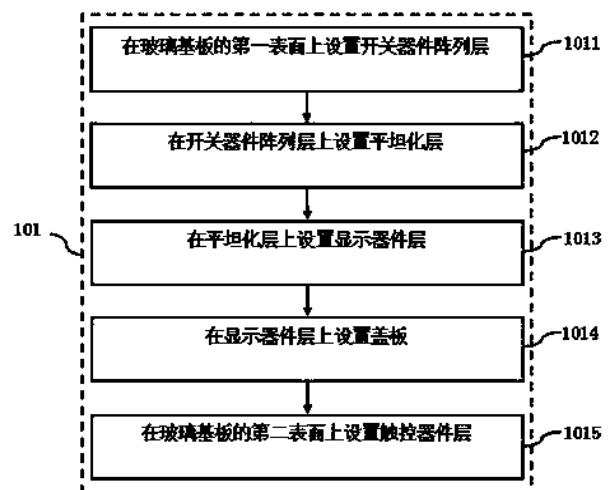 在玻璃基板的第一表面上设置开关器件阵列层
1011
在开关器件阵列层上设置平坦化层
1012
101
在平坦化层上设置显示器件层
1013
在显示器件层上设置盖板
1014
在玻璃基板的第二表面上设置触控器件层
1015